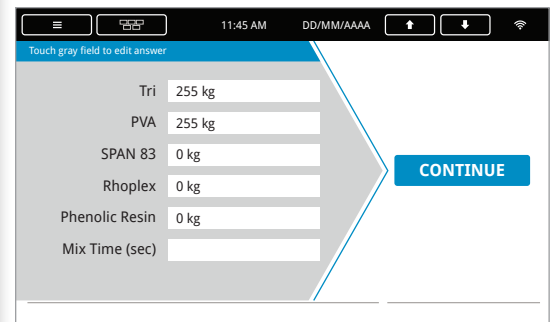 11:45 AM DD/MM/AAAA
Touch gray field to edit answer
Tri 255 kg
PVA 255 kg
SPAN 83 0 kg
Rhoplex 0 kg
Phenolic Resin 0 kg
Mix Time (sec)
CONTINUE